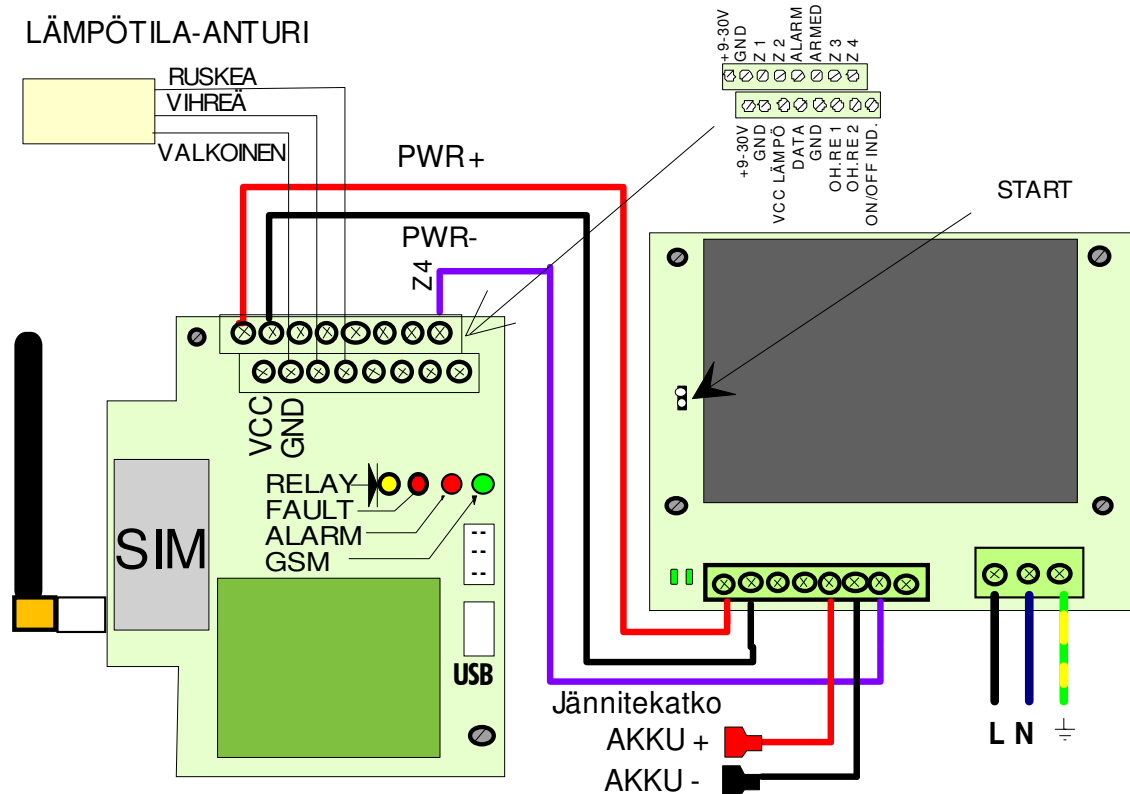 LÄMPÖTILA-ANTURI
RUSKEA
VIHREÄ
VALKOINEN
PWR+
PWR-
Z4
+9-30V
GND
Z 1
Z 2
ALARM
ARMED
Z 3
Z 4
+9-30V
GND
VCC LÄMPÖ
DATA
GND
OH.RE 1
OH.RE 2
ON/OFF IND.
START
VCC
GND
RELAY
FAULT
ALARM
GSM
SIM
USB
Jännitekatko
AKKU +
AKKU -
L N